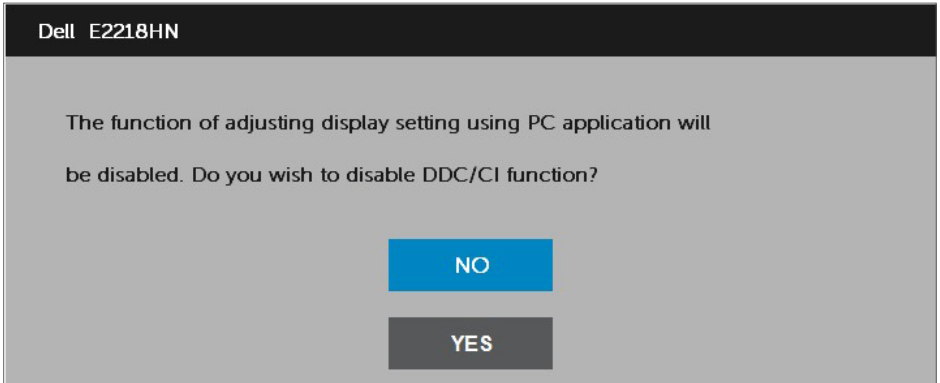 Dell E2218HN
The function of adjusting display setting using PC application will
be disabled. Do you wish to disable DDC/CI function?
NO
YES